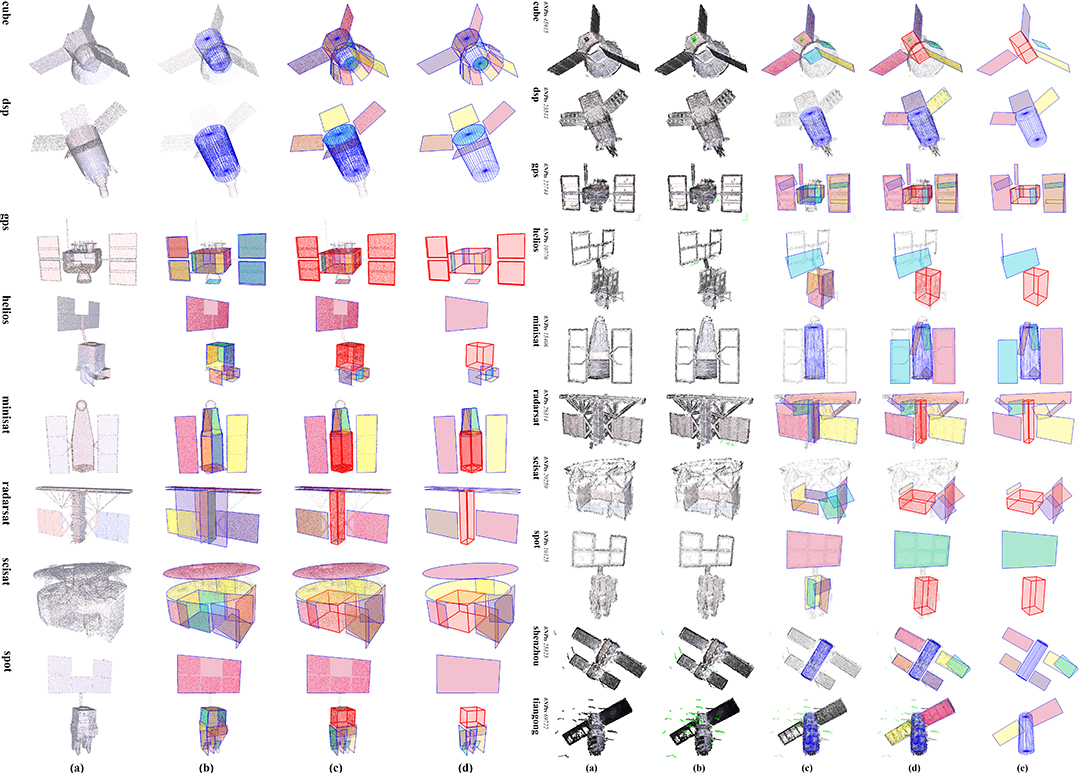 cube
dsp
gps
helios
minisat
radarsat
scisat
spot
(a) (b) (c) (d)
cube
dsp
gps
helios
minisat
radarsat
scisat
spot
shenzhou
tiangong
(a) (b) (c) (d) (e)